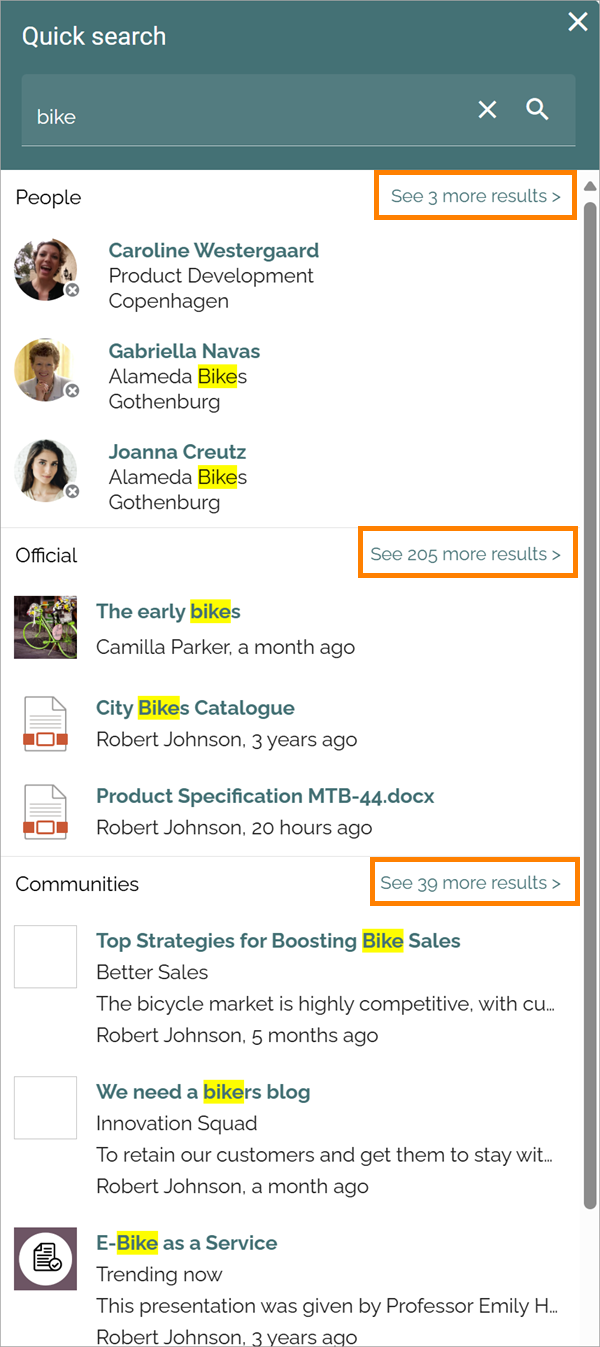 Quick search
bike
People
See 3 more results >
Caroline Westergaard
Product Development
Copenhagen
Gabriella Navas
Alameda Bikes
Gothenburg
Joanna Creutz
Alameda Bikes
Gothenburg
Official
See 205 more results >
The early bikes
Camilla Parker, a month ago
City Bikes Catalogue
Robert Johnson, 3 years ago
Product Specification MTB-44.docx
Robert Johnson, 20 hours ago
Communities
See 39 more results >
Top Strategies for Boosting Bike Sales
Better Sales
The bicycle market is highly competitive, with cu...
Robert Johnson, 5 months ago
We need a bikers blog
Innovation Squad
To retain our customers and get them to stay wit...
Robert Johnson, a month ago
E-Bike as a Service
Trending now
This presentation was given by Professor Emily H...
Robert Johnson, 3 years ago